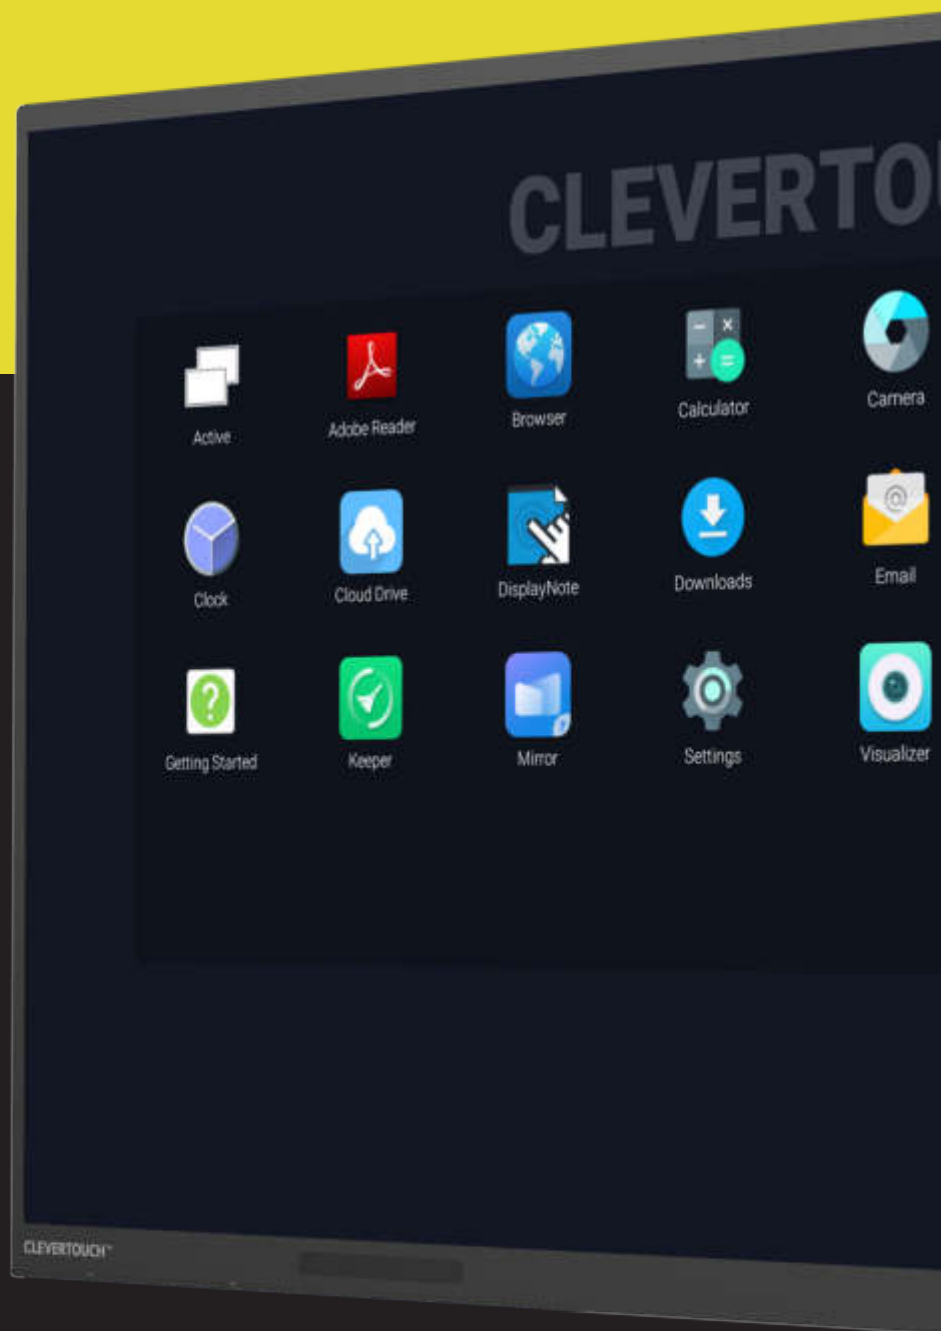 CLEVERTO
Active
Adobe Reader
Browser
Calculator
Camera
Clock
Cloud Drive
DisplayNote
Downloads
Email
Getting Started
Keeper
Mirror
Settings
Visualizer
CLEVERTOUCH™